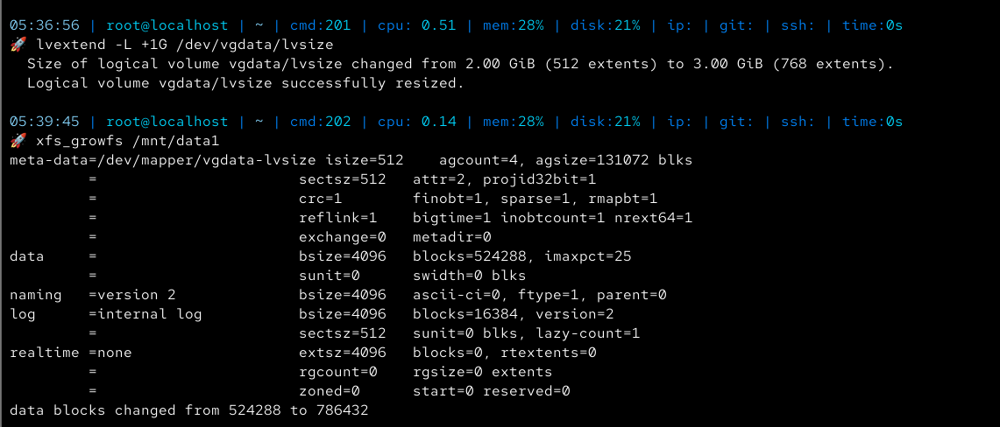 05:36:56 | root@localhost | ~ | cmd:201 | cpu: 0.51 | mem:28% | disk:21% | ip: | git: | ssh: | time:0s
🚀 lvextend -L +1G /dev/vgdata/lvsize
  Size of logical volume vgdata/lvsize changed from 2.00 GiB (512 extents) to 3.00 GiB (768 extents).
  Logical volume vgdata/lvsize successfully resized.

05:39:45 | root@localhost | ~ | cmd:202 | cpu: 0.14 | mem:28% | disk:21% | ip: | git: | ssh: | time:0s
🚀 xfs_growfs /mnt/data1
meta-data=/dev/mapper/vgdata-lvsize isize=512    agcount=4, agsize=131072 blks
         =                       sectsz=512   attr=2, projid32bit=1
         =                       crc=1        finobt=1, sparse=1, rmapbt=1
         =                       reflink=1    bigtime=1 inobtcount=1 nrext64=1
         =                       exchange=0   metadir=0
data     =                       bsize=4096   blocks=524288, imaxpct=25
         =                       sunit=0      swidth=0 blks
naming   =version 2              bsize=4096   ascii-ci=0, ftype=1, parent=0
log      =internal log           bsize=4096   blocks=16384, version=2
         =                       sectsz=512   sunit=0 blks, lazy-count=1
realtime =none                   extsz=4096   blocks=0, rtextents=0
         =                       rgcount=0    rgsize=0 extents
         =                       zoned=0      start=0 reserved=0
data blocks changed from 524288 to 786432